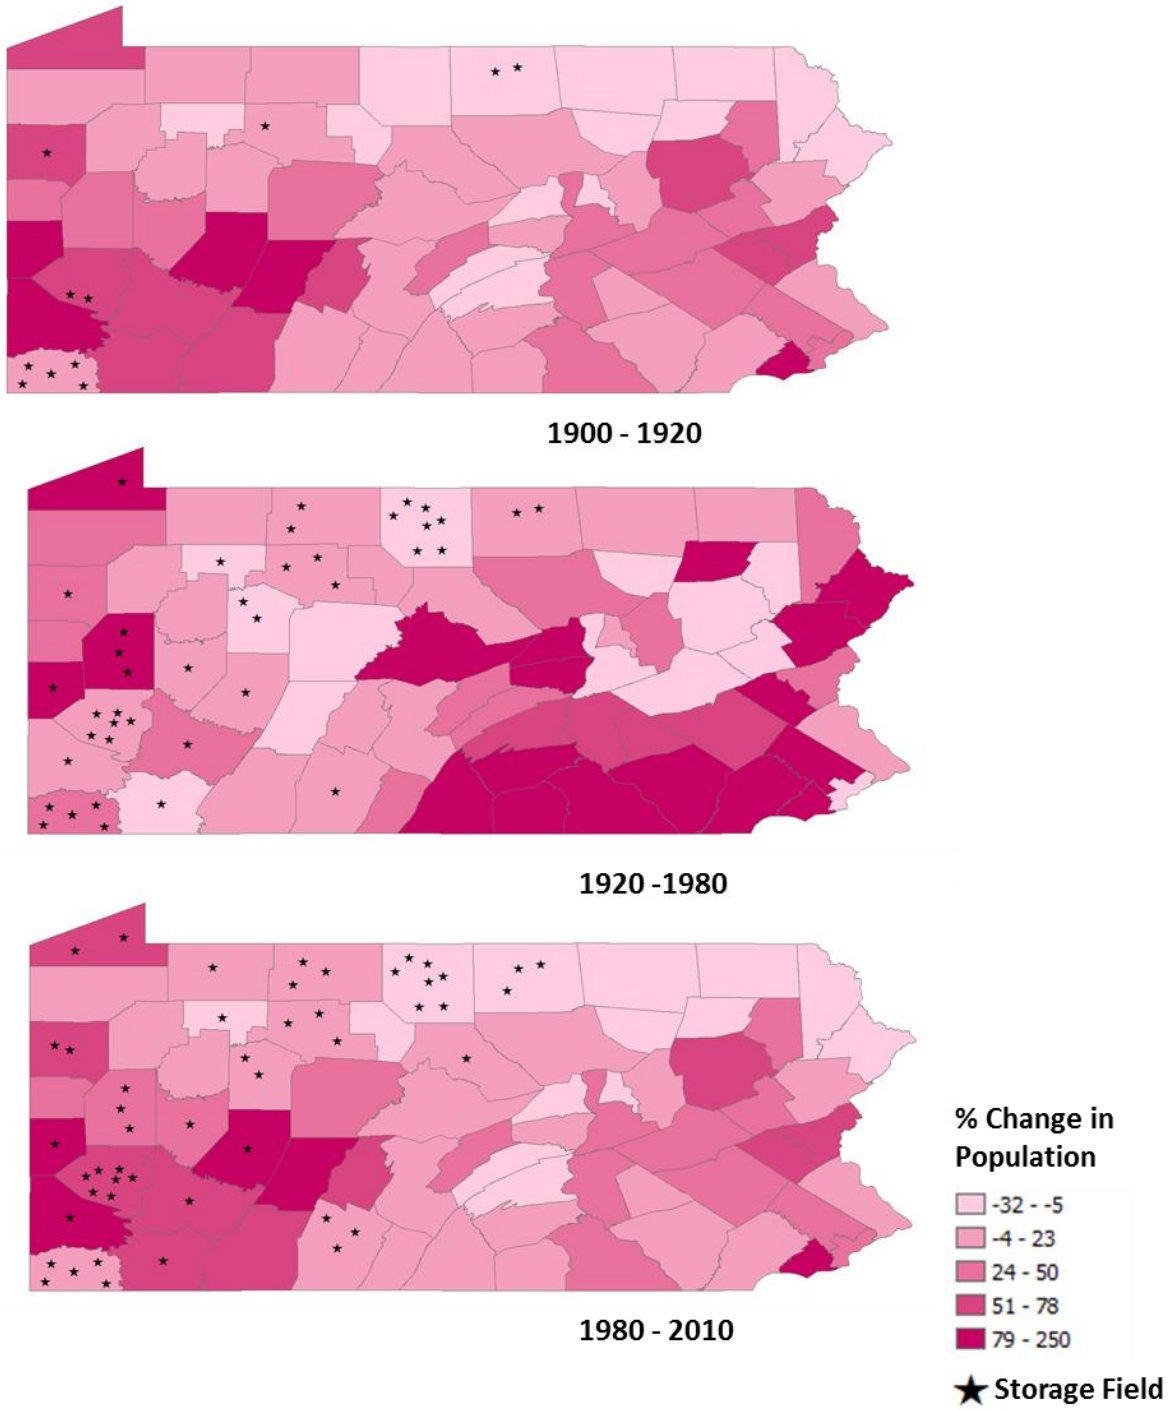 1900 - 1920
1920 -1980
1980 - 2010
% Change in
Population
-32 - -5
-4 - 23
24 - 50
51 - 78
79 - 250
Storage Field